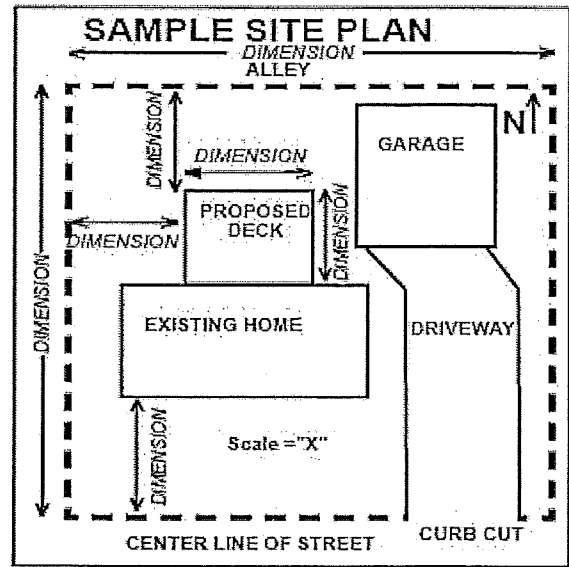 SAMPLE SITE PLAN
DIMENSION
ALLEY
N
DIMENSION
DIMENSION
GARAGE
PROPOSED
DECK
DIMENSION
DIMENSION
DIMENSION
EXISTING HOME
DRIVEWAY
DIMENSION
Scale ="X"
CENTER LINE OF STREET
CURB CUT